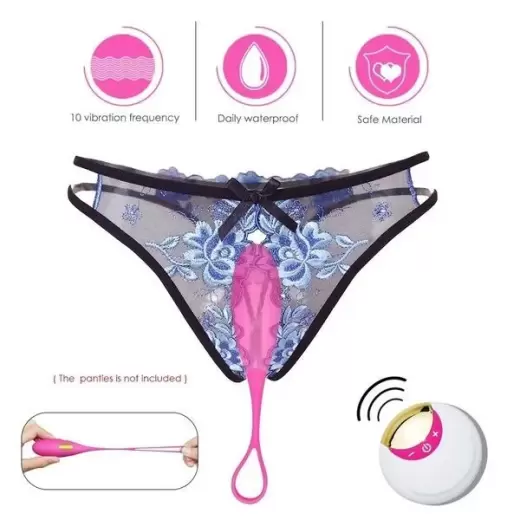 10 vibration frequency
Daily waterproof
Safe Material
( The panties is not included )